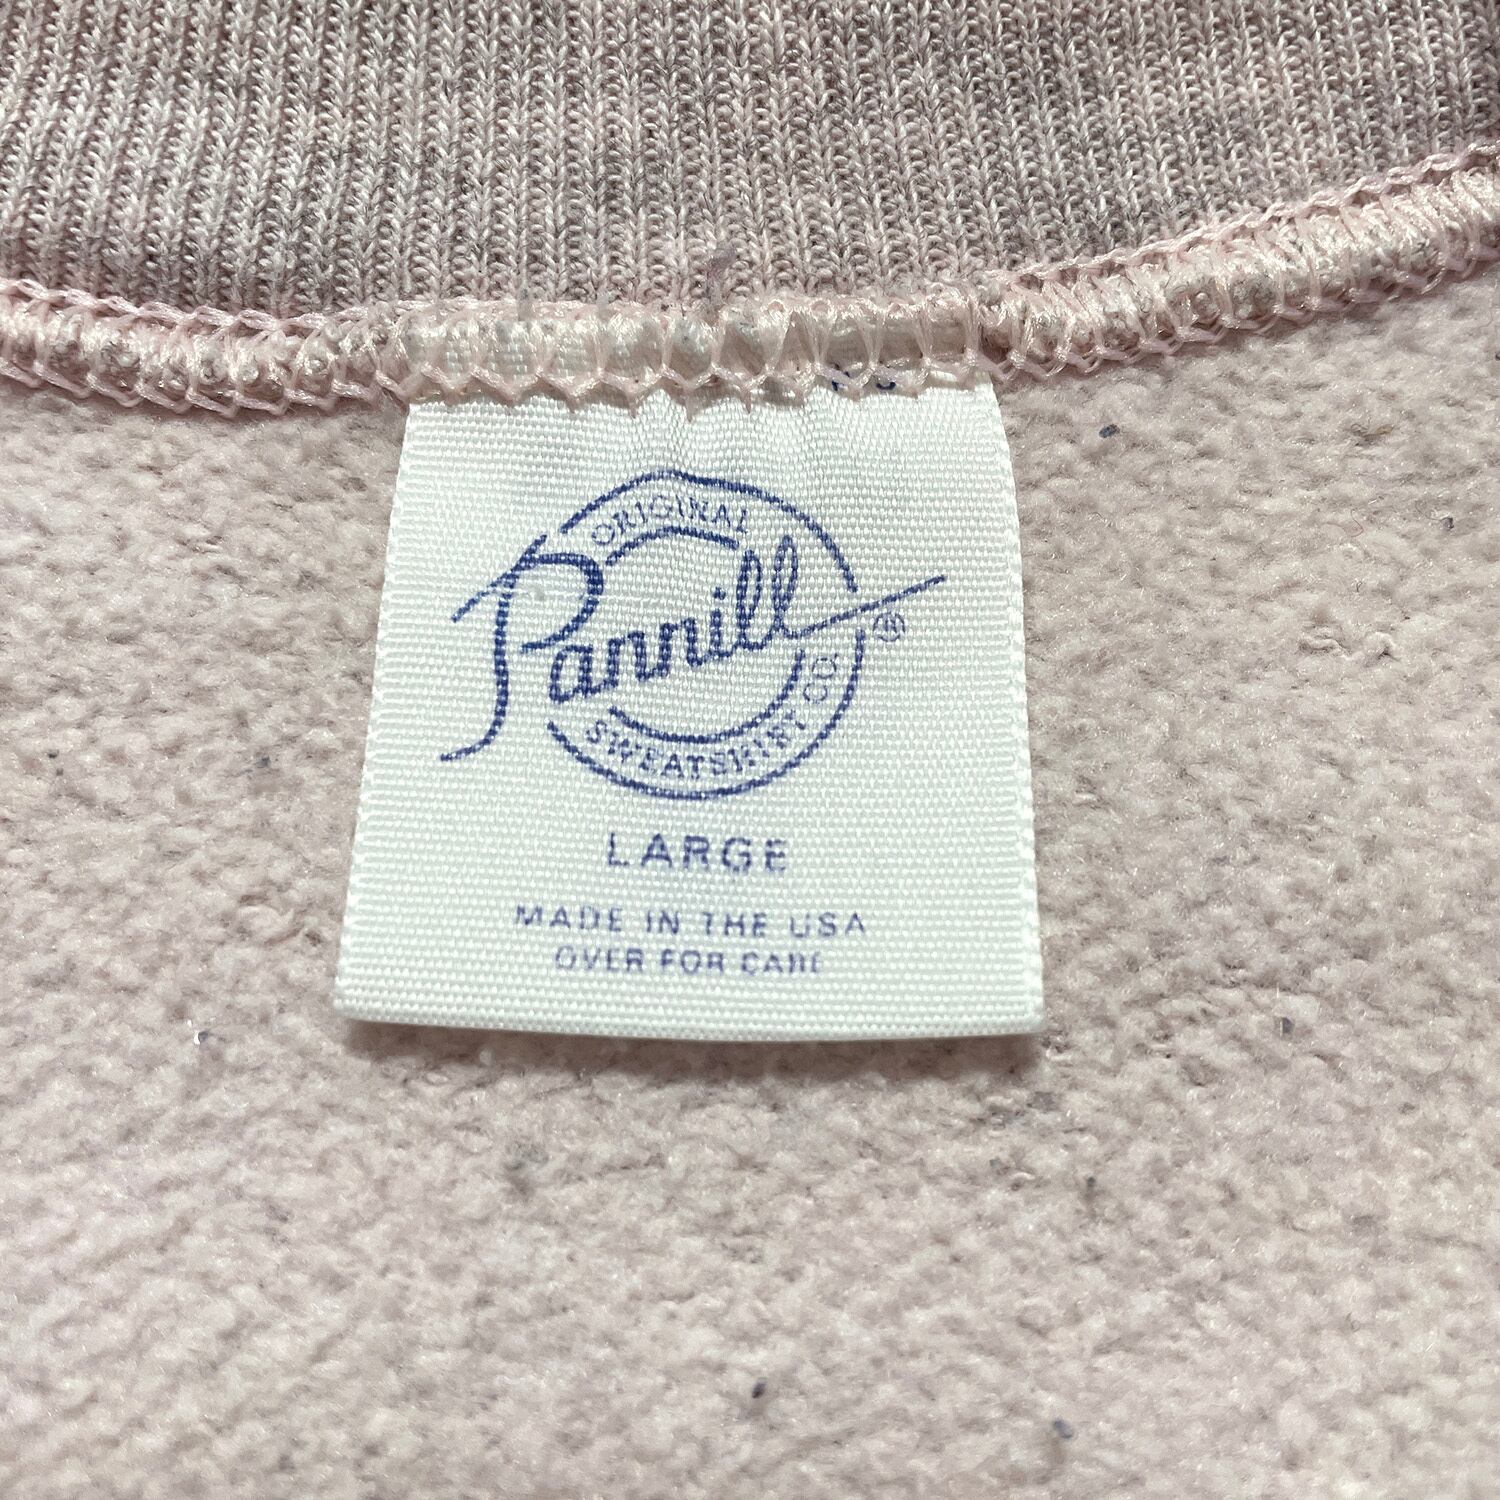 ORIGINAL
Pannill
®
SWEATSHIRT CO.
LARGE
MADE IN THE USA
OVER FOR CARE